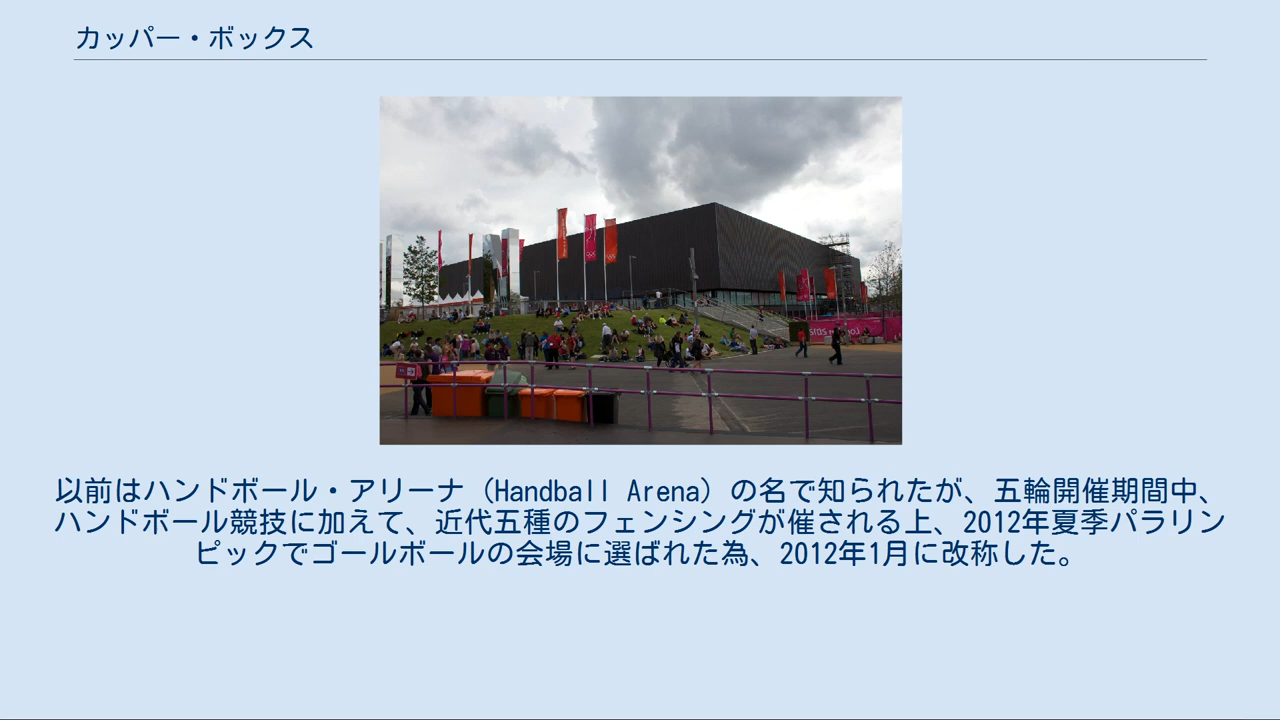 カッパー・ボックス
以前はハンドボール・アリーナ（Handball Arena）の名で知られたが、五輪開催期間中、
ハンドボール競技に加えて、近代五種のフェンシングが催される上、2012年夏季パラリン
ピックでゴールボールの会場に選ばれた為、2012年1月に改称した。